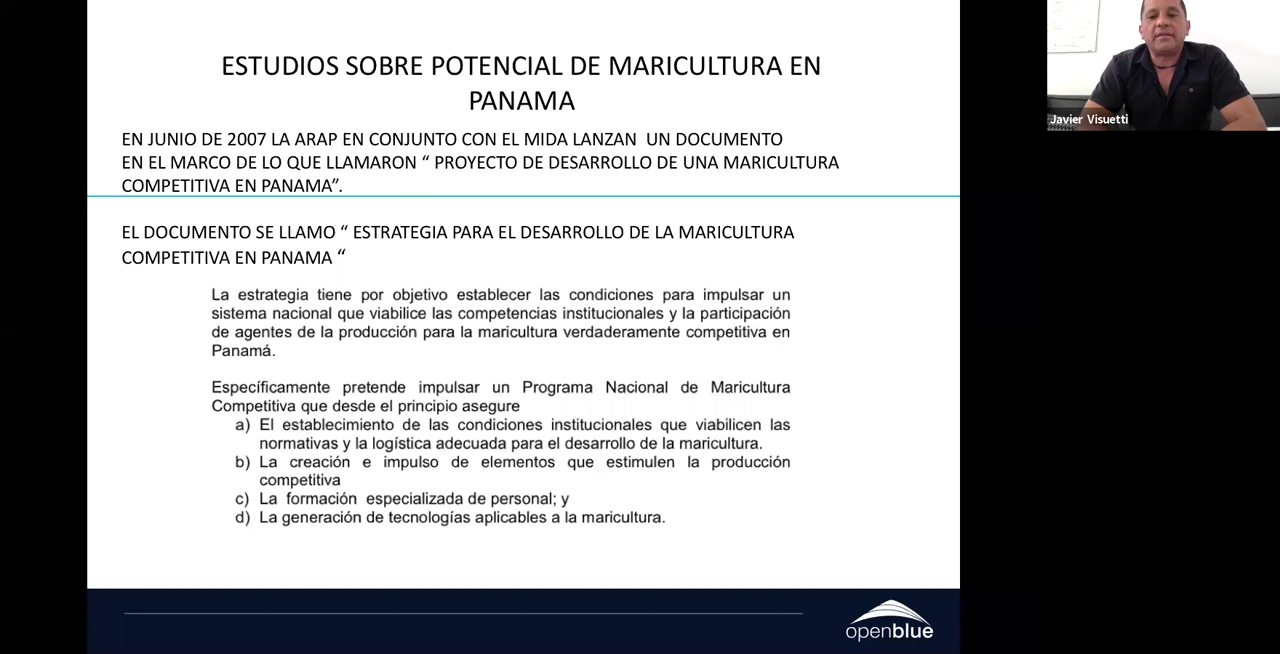 ESTUDIOS SOBRE POTENCIAL DE MARICULTURA EN
PANAMA
EN JUNIO DE 2007 LA ARAP EN CONJUNTO CON EL MIDA LANZAN UN DOCUMENTO
EN EL MARCO DE LO QUE LLAMARON “ PROYECTO DE DESARROLLO DE UNA MARICULTURA
COMPETITIVA EN PANAMA”.
EL DOCUMENTO SE LLAMO “ ESTRATEGIA PARA EL DESARROLLO DE LA MARICULTURA
COMPETITIVA EN PANAMA “
La estrategia tiene por objetivo establecer las condiciones para impulsar un
sistema nacional que viabilice las competencias institucionales y la participación
de agentes de la producción para la maricultura verdaderamente competitiva en
Panamá.
Específicamente pretende impulsar un Programa Nacional de Maricultura
Competitiva que desde el principio asegure
a) El establecimiento de las condiciones institucionales que viabilicen las
normativas y la logística adecuada para el desarrollo de la maricultura.
b) La creación e impulso de elementos que estimulen la producción
competitiva
c) La formación especializada de personal; y
d) La generación de tecnologías aplicables a la maricultura.
openblue
Javier Visuetti